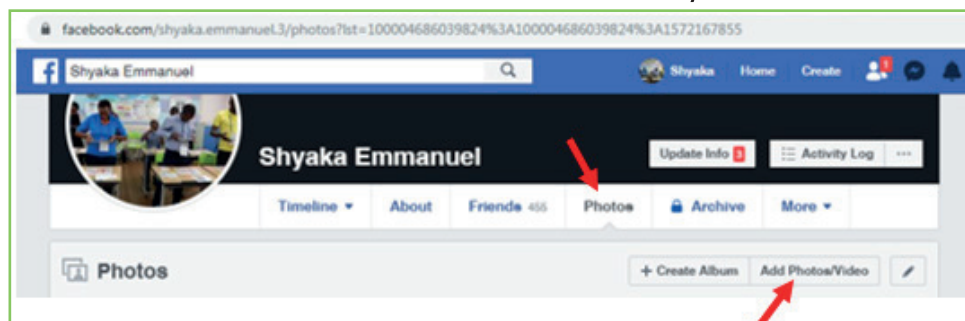 facebook.com/shyaka.emmanuel.3/photos?lst=100004686039824%3A100004686039824%3A1572167855
Shyaka Emmanuel Shyaka Home Create 1
Shyaka Emmanuel Update Info 3 Activity Log ...
Timeline About Friends 455 Photos Archive More
Photos + Create Album Add Photos/Video